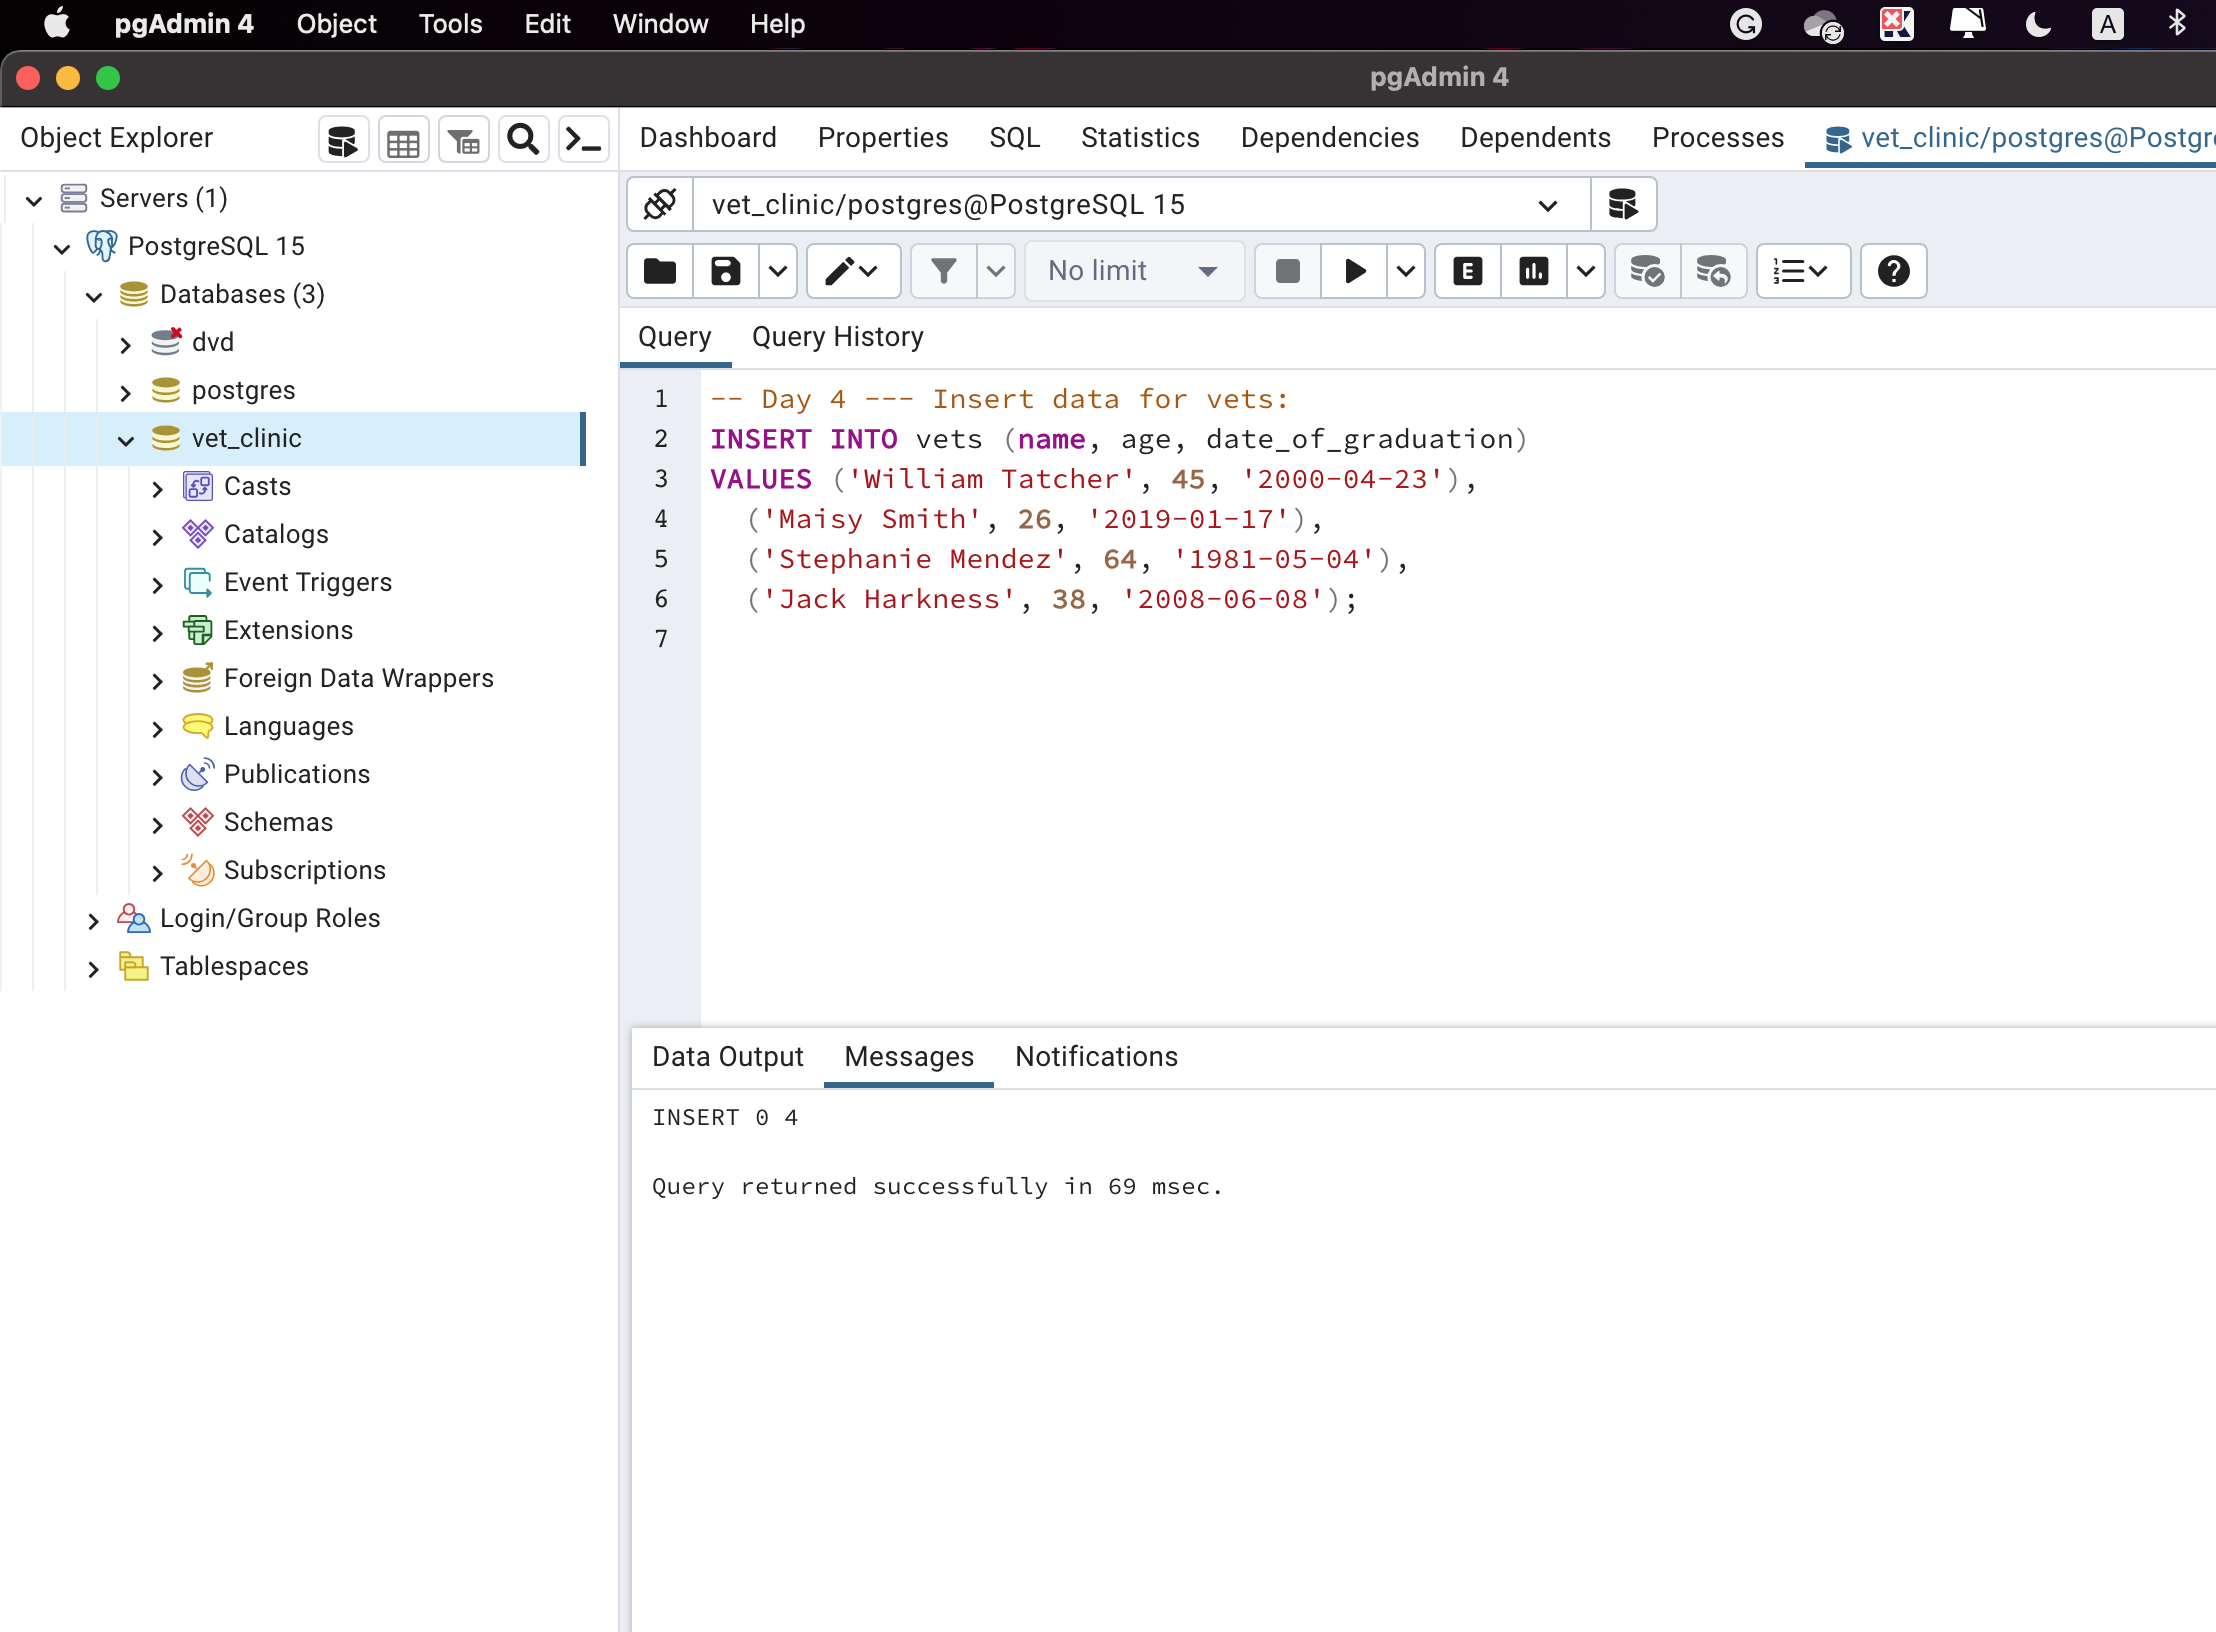 pgAdmin 4 Object Tools Edit Window Help
A
pgAdmin 4
Object Explorer
Dashboard Properties SQL Statistics Dependencies Dependents Processes vet_clinic/postgres@Postgr
Servers (1)
PostgreSQL 15
Databases (3)
dvd
postgres
vet_clinic
Casts
Catalogs
Event Triggers
Extensions
Foreign Data Wrappers
Languages
Publications
Schemas
Subscriptions
Login/Group Roles
Tablespaces
vet_clinic/postgres@PostgreSQL 15
No limit
E
Query Query History
1 -- Day 4 --- Insert data for vets:
2 INSERT INTO vets (name, age, date_of_graduation)
3 VALUES ('William Tatcher', 45, '2000-04-23'),
4 ('Maisy Smith', 26, '2019-01-17'),
5 ('Stephanie Mendez', 64, '1981-05-04'),
6 ('Jack Harkness', 38, '2008-06-08');
7
Data Output Messages Notifications
INSERT 0 4
Query returned successfully in 69 msec.